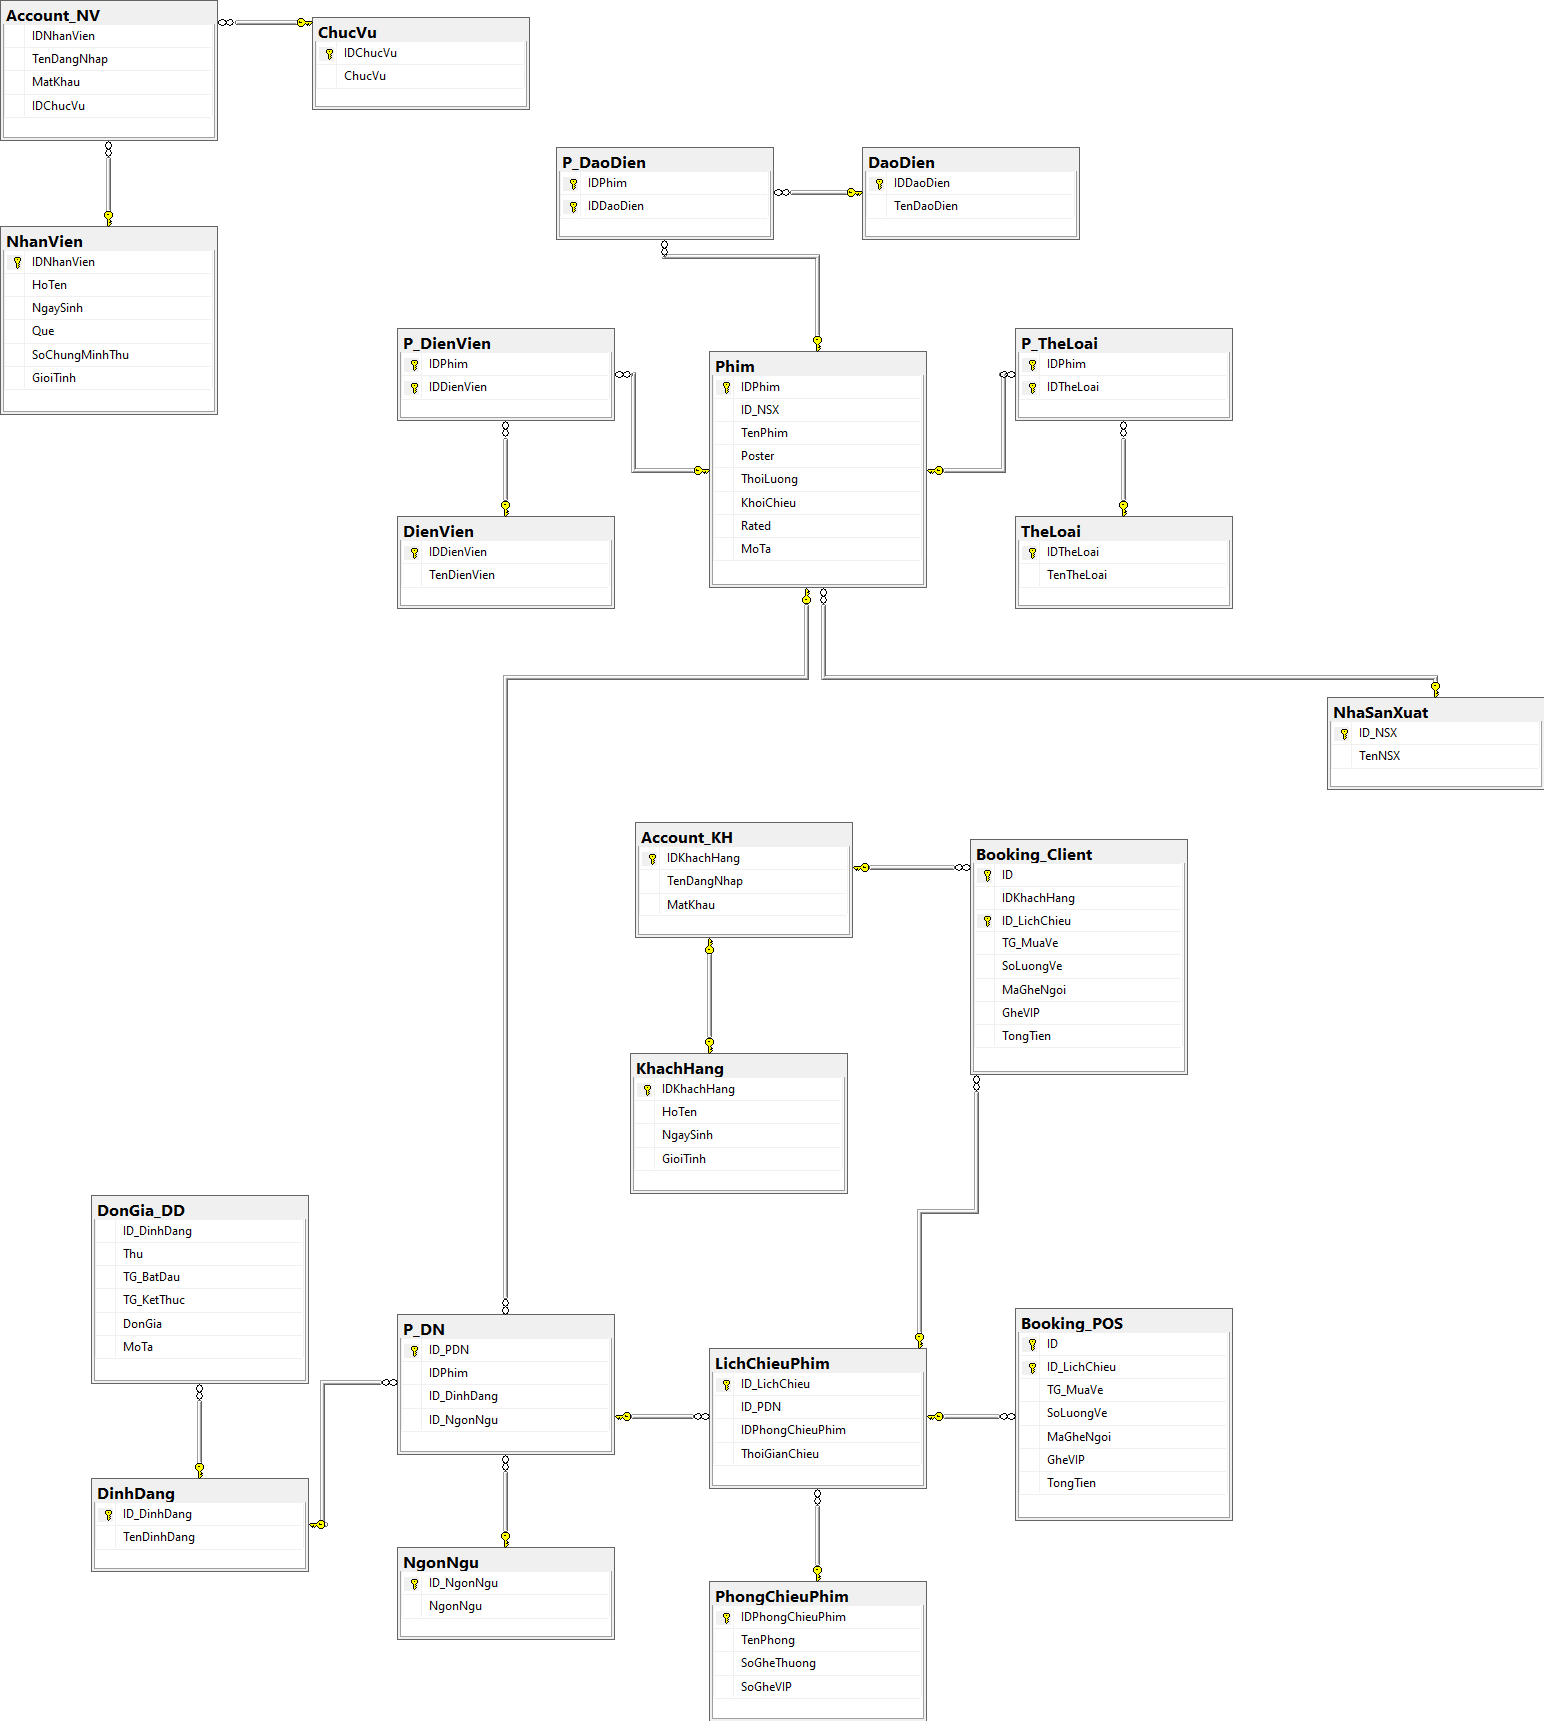 Account_NV
IDNhanVien
TenDangNhap
MatKhau
IDChucVu
ChucVu
IDChucVu
ChucVu
NhanVien
IDNhanVien
HoTen
NgaySinh
Que
SoChungMinhThu
GioiTinh
P_DaoDien
IDPhim
IDDaoDien
DaoDien
IDDaoDien
TenDaoDien
P_DienVien
IDPhim
IDDienVien
Phim
IDPhim
ID_NSX
TenPhim
Poster
ThoiLuong
KhoiChieu
Rated
MoTa
P_TheLoai
IDPhim
IDTheLoai
DienVien
IDDienVien
TenDienVien
TheLoai
IDTheLoai
TenTheLoai
NhaSanXuat
ID_NSX
TenNSX
Account_KH
IDKhachHang
TenDangNhap
MatKhau
Booking_Client
ID
IDKhachHang
ID_LichChieu
TG_MuaVe
SoLuongVe
MaGheNgoi
GheVIP
TongTien
KhachHang
IDKhachHang
HoTen
NgaySinh
GioiTinh
DonGia_DD
ID_DinhDang
Thu
TG_BatDau
TG_KetThuc
DonGia
MoTa
P_DN
ID_PDN
IDPhim
ID_DinhDang
ID_NgonNgu
LichChieuPhim
ID_LichChieu
ID_PDN
IDPhongChieuPhim
ThoiGianChieu
Booking_POS
ID
ID_LichChieu
TG_MuaVe
SoLuongVe
MaGheNgoi
GheVIP
TongTien
DinhDang
ID_DinhDang
TenDinhDang
NgonNgu
ID_NgonNgu
NgonNgu
PhongChieuPhim
IDPhongChieuPhim
TenPhong
SoGheThuong
SoGheVIP